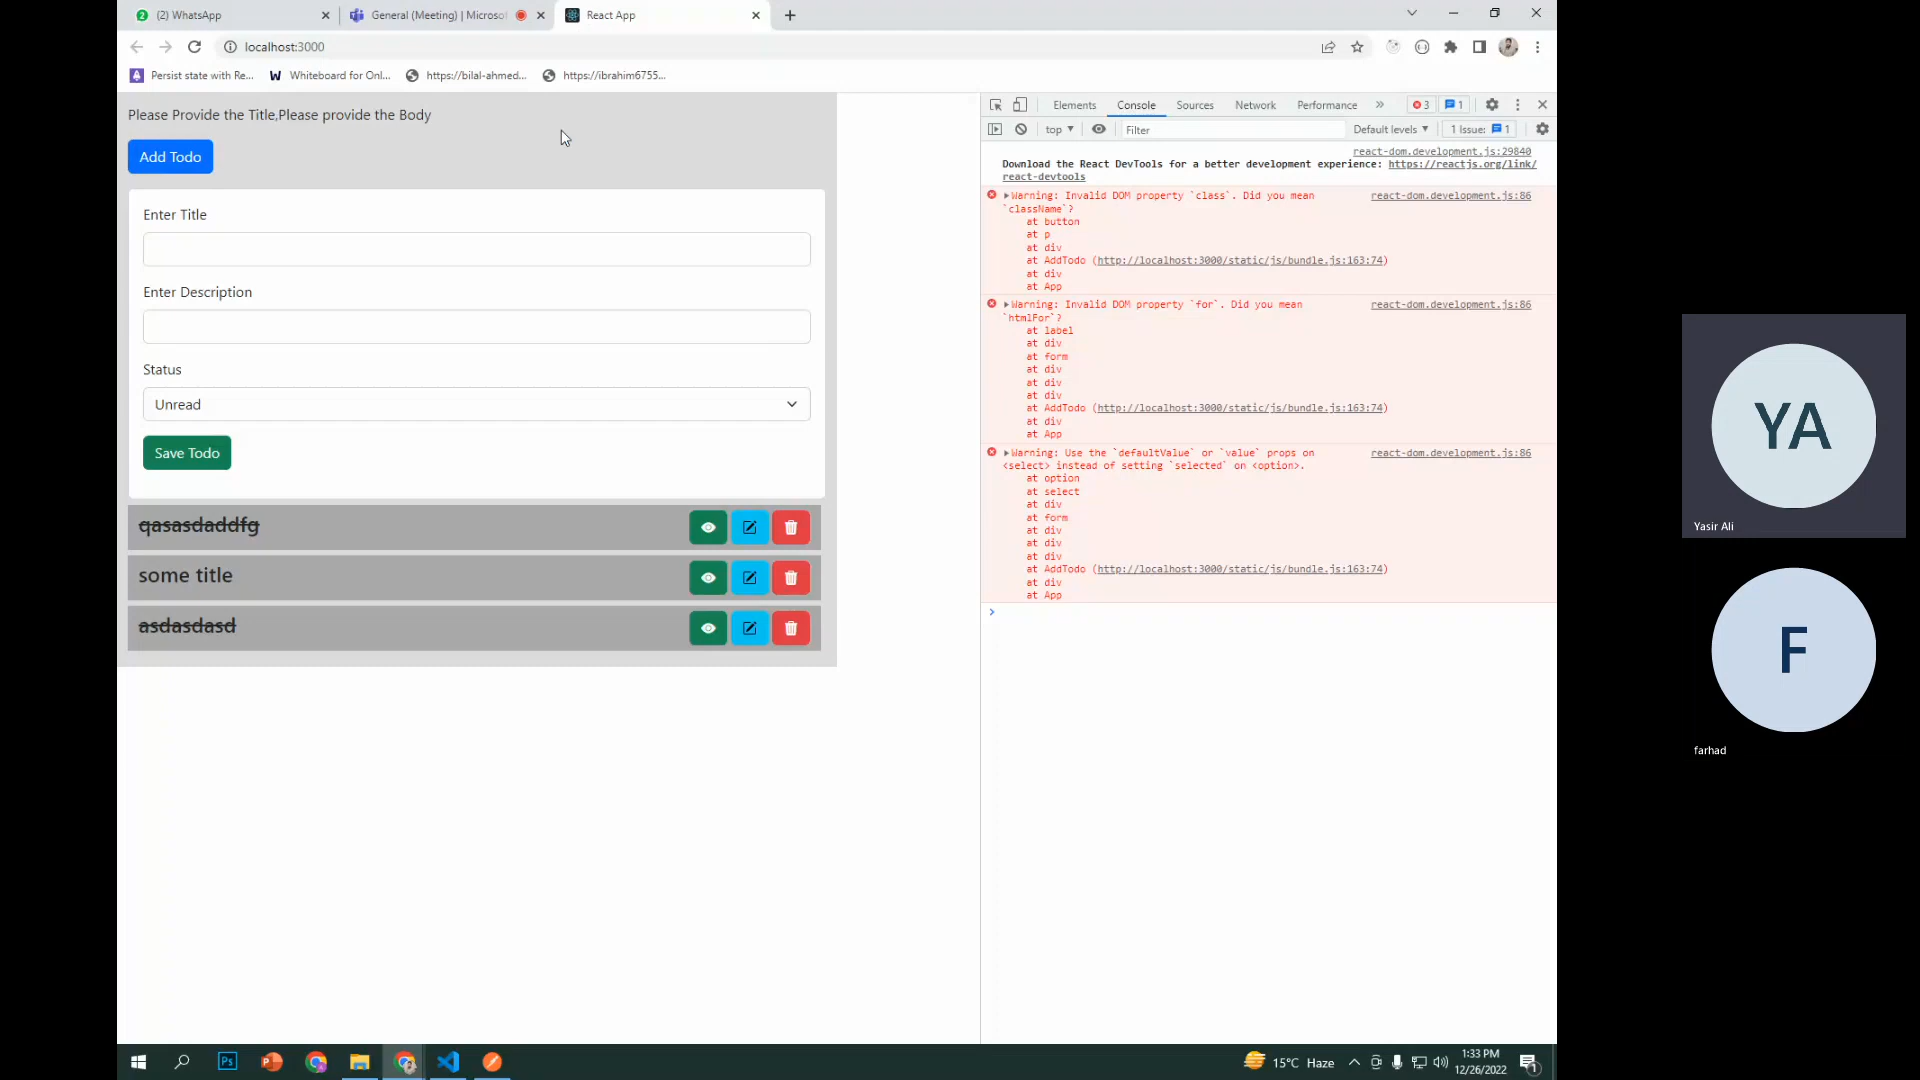 (2) WhatsApp
General (Meeting) | Microso
React App
localhost:3000
Persist state with Re...
Whiteboard for Onl...
https://bilal-ahmed...
https://ibrahim6755...
Please Provide the Title,Please provide the Body
Add Todo
Enter Title
Enter Description
Status
Unread
Save Todo
qasasdaddfg
some title
asdasdasd
Elements Console Sources Network Performance » 3 1
top Filter Default levels 1 Issue: 1
react-dom.development.js:29840
Download the React DevTools for a better development experience: https://reactjs.org/link/
react-devtools
Warning: Invalid DOM property `class`. Did you mean react-dom.development.js:86
`className`?
at button
at p
at div
at AddTodo (http://localhost:3000/static/js/bundle.js:163:74)
at div
at App
Warning: Invalid DOM property `for`. Did you mean react-dom.development.js:86
`htmlFor`?
at label
at div
at form
at div
at div
at div
at AddTodo (http://localhost:3000/static/js/bundle.js:163:74)
at div
at App
Warning: Use the `defaultValue` or `value` props on react-dom.development.js:86
<select> instead of setting `selected` on <option>.
at option
at select
at div
at form
at div
at div
at div
at AddTodo (http://localhost:3000/static/js/bundle.js:163:74)
at div
at App
YA
Yasir Ali
F
farhad
Ps
15°C Haze
1:33 PM
12/26/2022
1